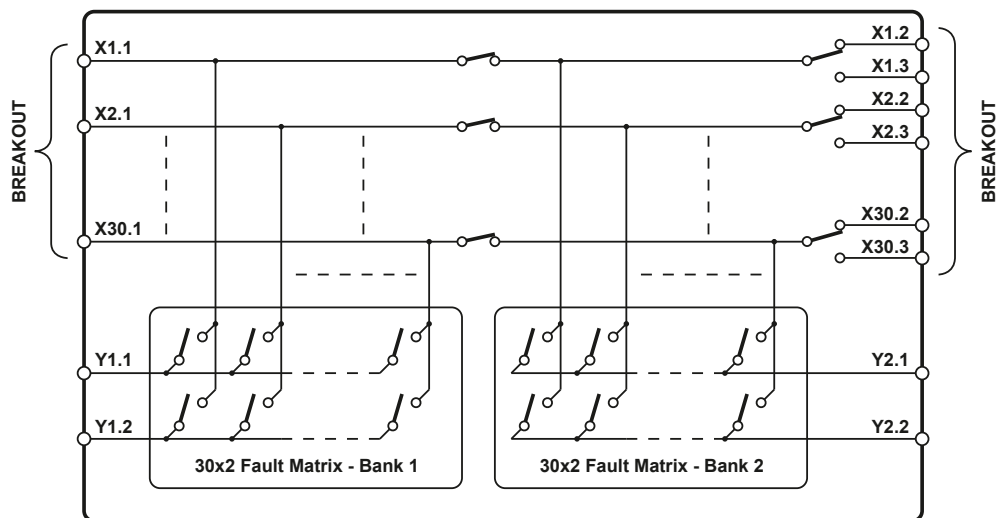 X1.1
X1.2
X1.3
X2.1
X2.2
X2.3
BREAKOUT
BREAKOUT
X30.1
X30.2
X30.3
Y1.1
Y2.1
Y1.2
Y2.2
30x2 Fault Matrix - Bank 1
30x2 Fault Matrix - Bank 2